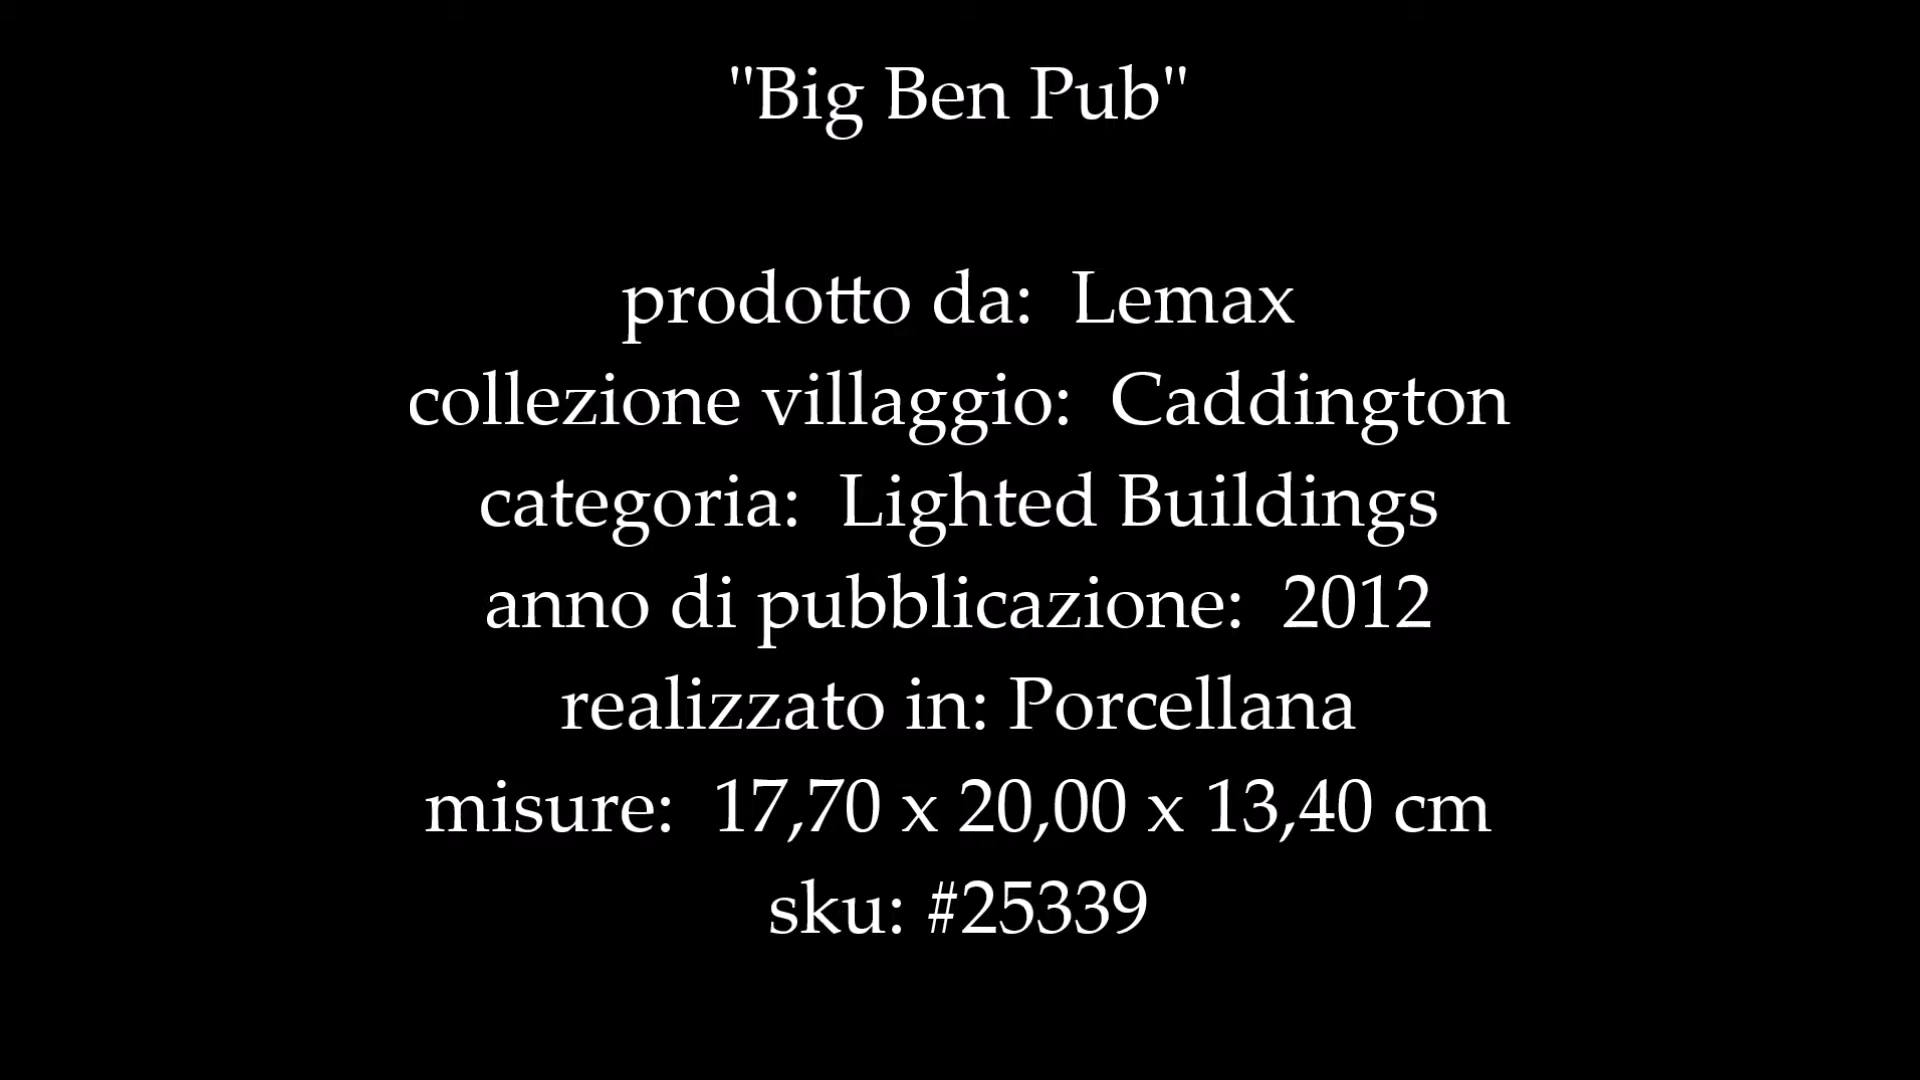 "Big Ben Pub"
prodotto da:  Lemax
collezione villaggio:  Caddington
categoria:  Lighted Buildings
anno di pubblicazione:  2012
realizzato in: Porcellana
misure:  17,70 x 20,00 x 13,40 cm
sku: #25339